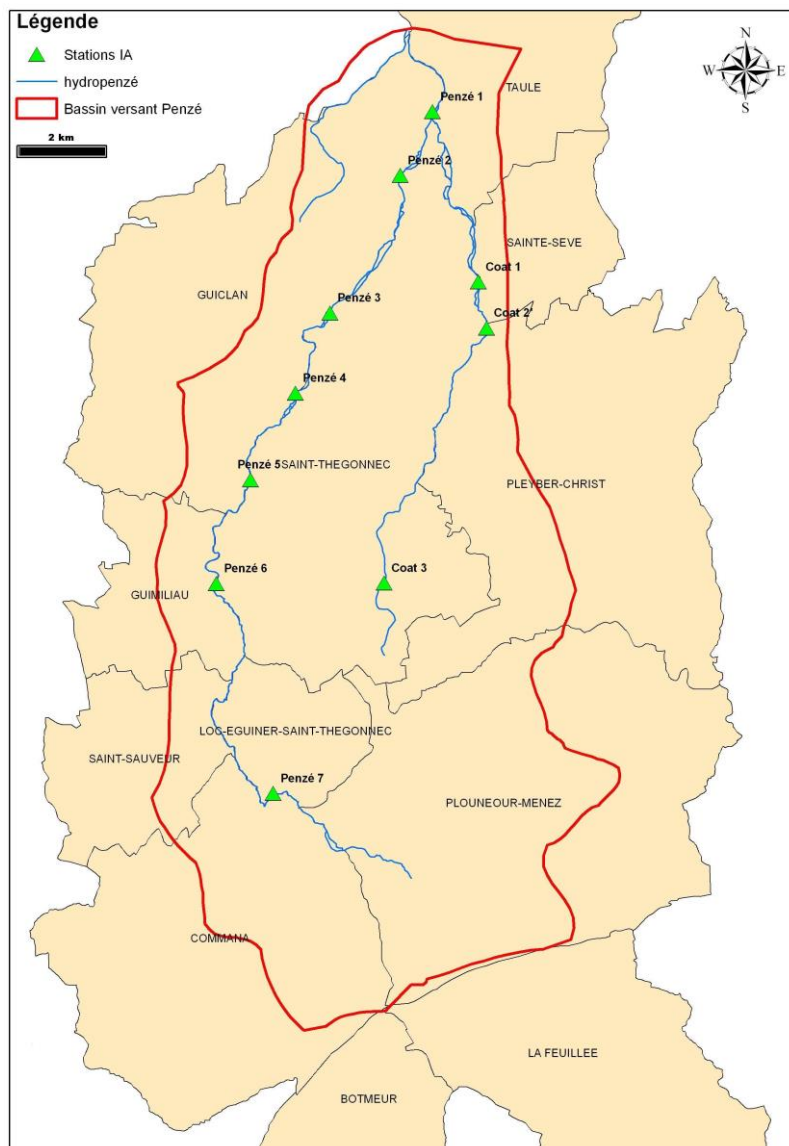 Légende
Stations IA
hydropenzé
Bassin versant Penzé
2 km
N
W
E
S
Penzé 1
TAULE
Penzé 2
SAINTE-SEVE
Coat 1
GUICLAN
Penzé 3
Coat 2'
Penzé 4
Penzé 5
SAINT-THEGONNEC
PLEYBER-CHRIST
Penzé 6
Coat 3
GUIMILIAU
LOC-EGUINER-SAINT-THEGONNEC
SAINT-SAUVEUR
Penzé 7
PLOUNEOUR-MENEZ
COMMANA
LA FEUILLEE
BOTMEUR